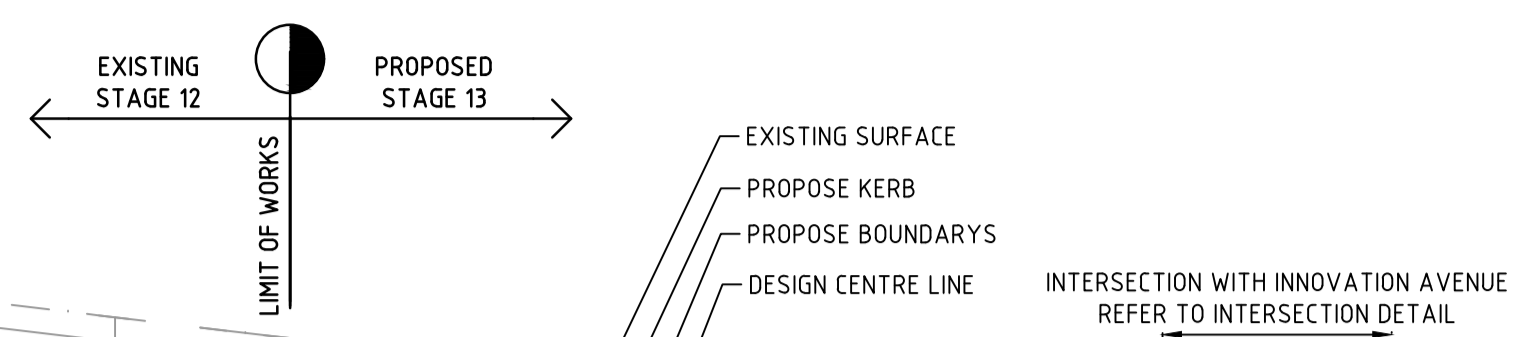 EXISTING
STAGE 12
PROPOSED
STAGE 13
LIMIT OF WORKS
EXISTING SURFACE
PROPOSE KERB
PROPOSE BOUNDARYS
DESIGN CENTRE LINE
INTERSECTION WITH INNOVATION AVENUE
REFER TO INTERSECTION DETAIL